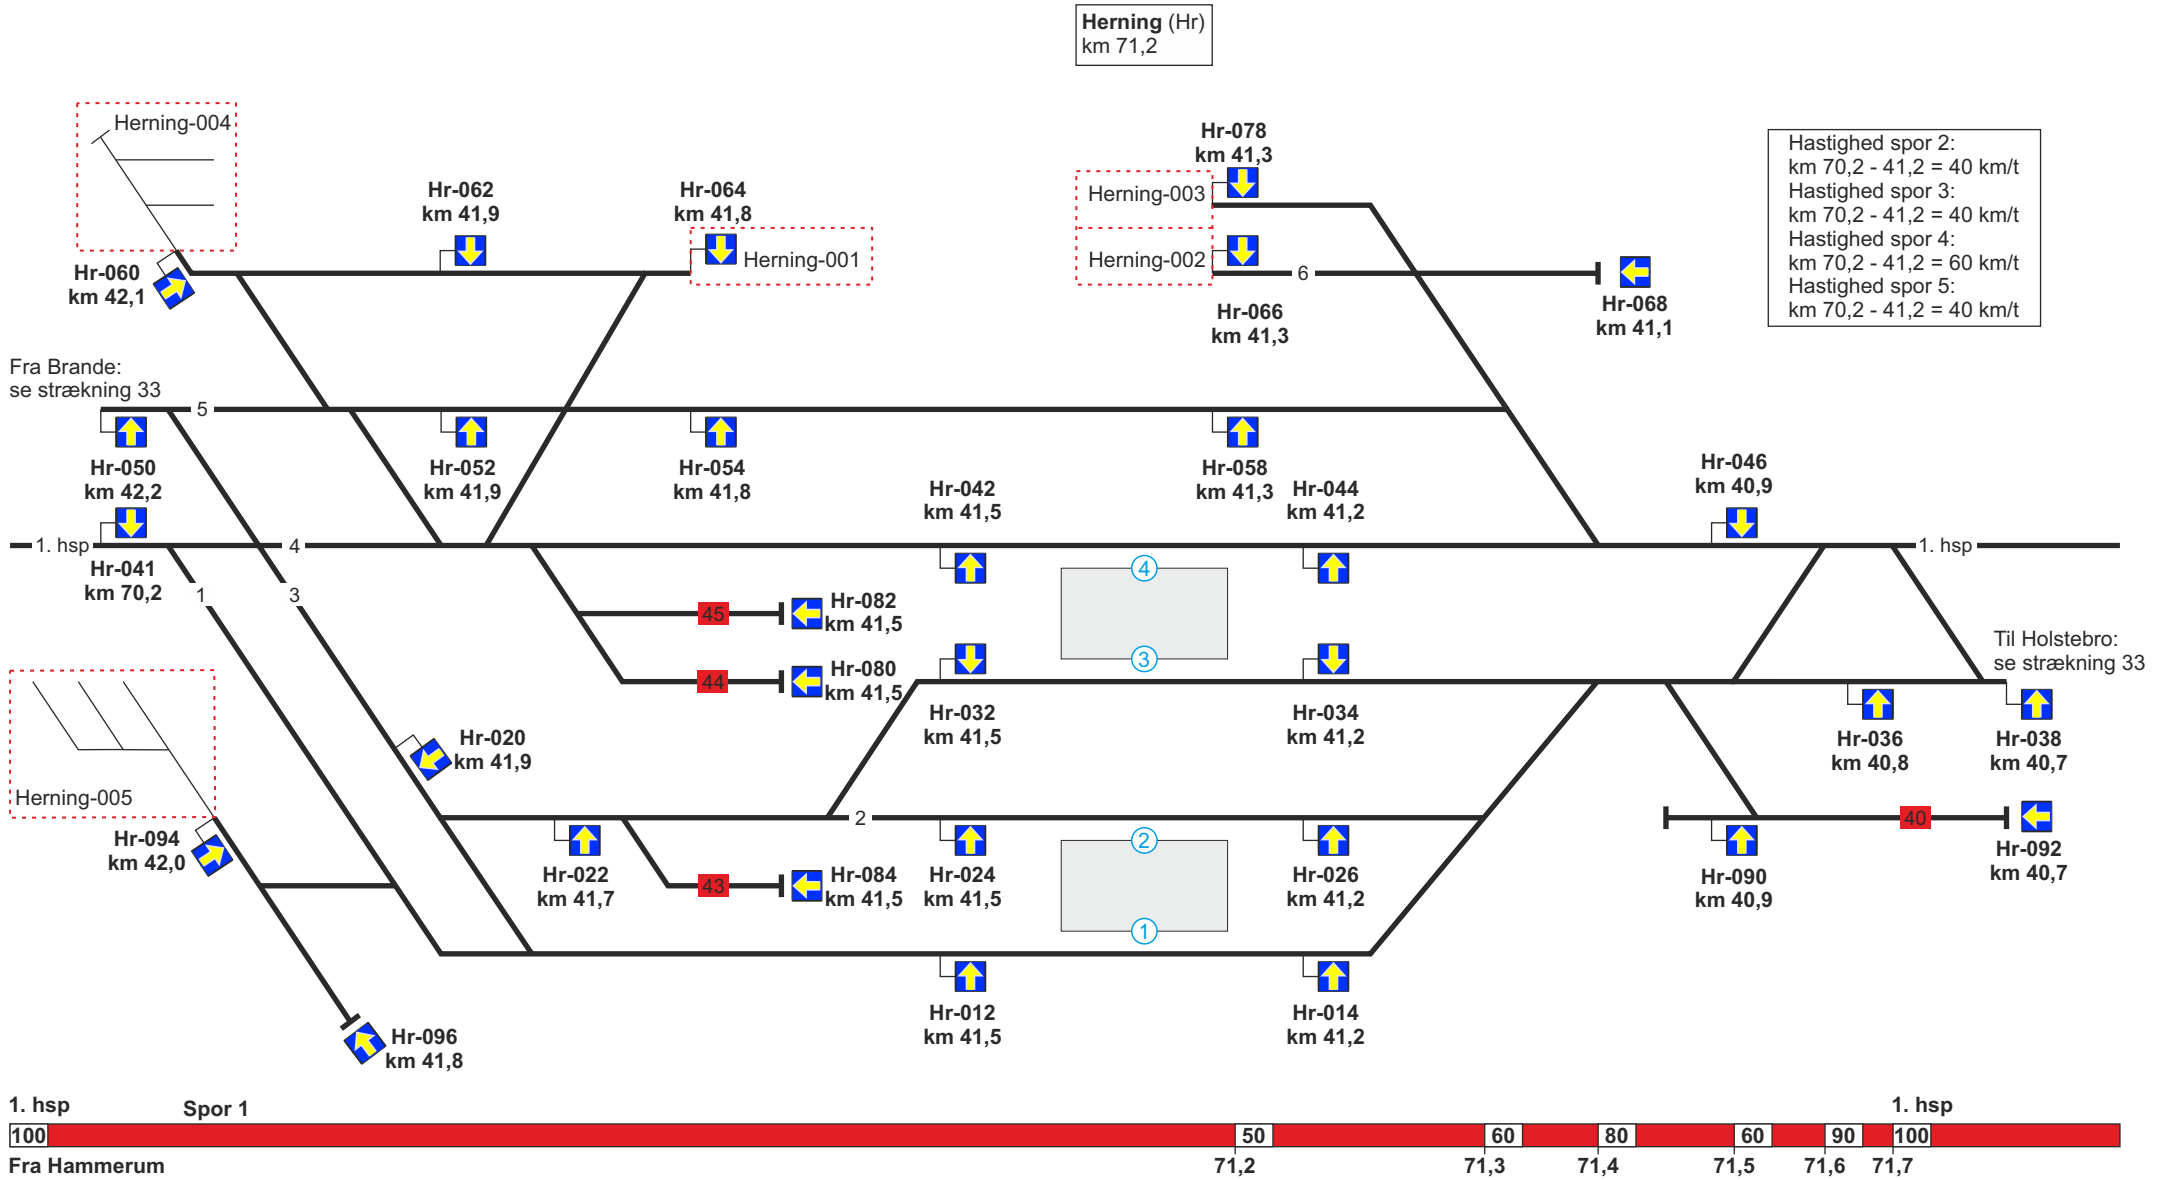 Herning (Hr)
km 71,2
Herning-004
Hr-078
km 41,3
Hastighed spor 2:
km 70,2 - 41,2 = 40 km/t
Hastighed spor 3:
km 70,2 - 41,2 = 40 km/t
Hastighed spor 4:
km 70,2 - 41,2 = 60 km/t
Hastighed spor 5:
km 70,2 - 41,2 = 40 km/t
Hr-062
km 41,9
Hr-064
km 41,8
Herning-003
Herning-001
Herning-002
Hr-060
km 42,1
6
Hr-066
km 41,3
Hr-068
km 41,1
Fra Brande:
se strækning 33
5
Hr-050
km 42,2
Hr-052
km 41,9
Hr-054
km 41,8
Hr-058
km 41,3
Hr-042
km 41,5
Hr-044
km 41,2
Hr-046
km 40,9
1. hsp
4
1. hsp
Hr-041
km 70,2
4
1
3
45
Hr-082
km 41,5
3
44
Hr-080
km 41,5
Til Holstebro:
se strækning 33
Hr-032
km 41,5
Hr-034
km 41,2
Hr-036
km 40,8
Hr-038
km 40,7
Hr-020
km 41,9
Herning-005
2
40
Hr-094
km 42,0
2
Hr-022
km 41,7
43
Hr-084
km 41,5
Hr-024
km 41,5
Hr-026
km 41,2
Hr-090
km 40,9
Hr-092
km 40,7
1
Hr-012
km 41,5
Hr-014
km 41,2
Hr-096
km 41,8
1. hsp
Spor 1
1. hsp
100
50
60
80
60
90
100
Fra Hammerum
71,2
71,3
71,4
71,5
71,6
71,7